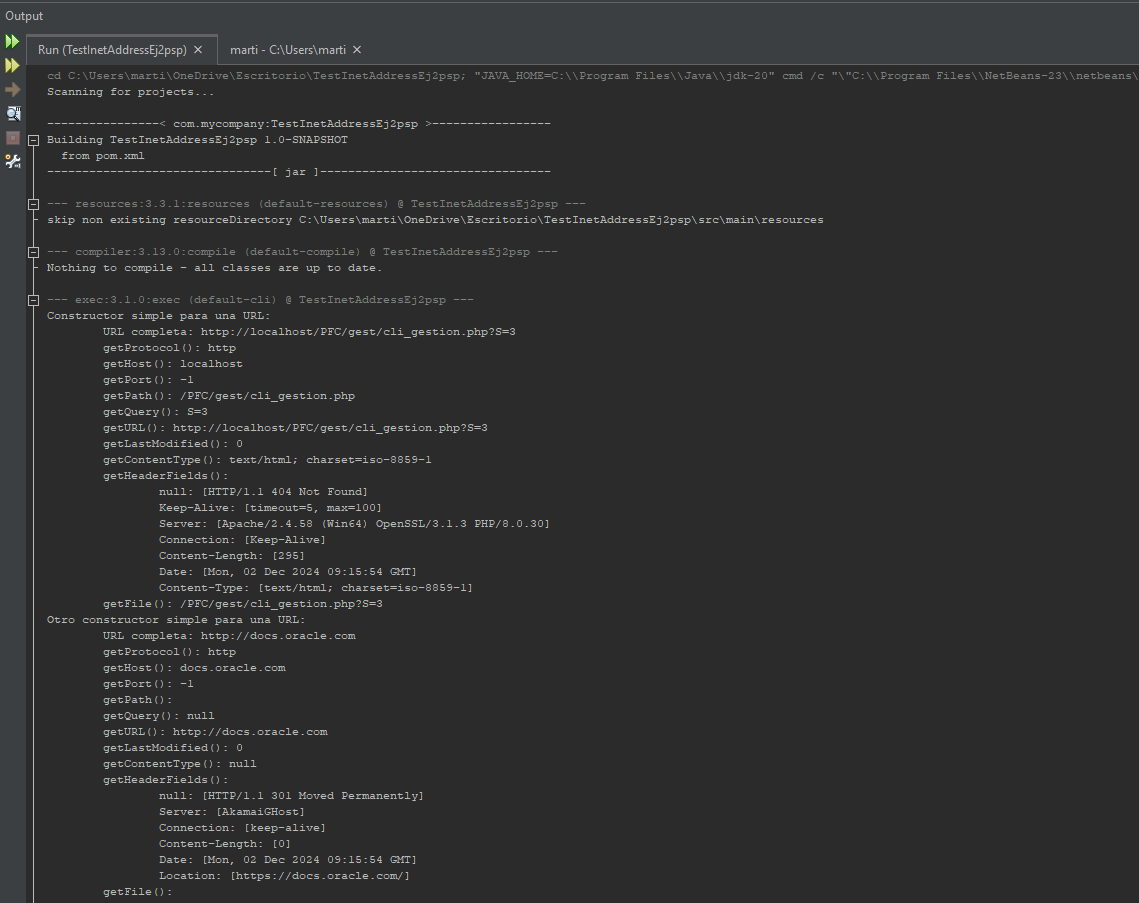 Output
Run (TestInetAddressEj2psp) × marti - C:\Users\marti ×
cd C:\Users\marti\OneDrive\Escritorio\TestInetAddressEj2psp; "JAVA_HOME=C:\\Program Files\\Java\\jdk-20" cmd /c "\"C:\\Program Files\\NetBeans-23\\netbeans\
Scanning for projects...
----------------< com.mycompany:TestInetAddressEj2psp >-----------------
Building TestInetAddressEj2psp 1.0-SNAPSHOT
from pom.xml
--------------------------------[ jar ]---------------------------------
--- resources:3.3.1:resources (default-resources) @ TestInetAddressEj2psp ---
skip non existing resourceDirectory C:\Users\marti\OneDrive\Escritorio\TestInetAddressEj2psp\src\main\resources
--- compiler:3.13.0:compile (default-compile) @ TestInetAddressEj2psp ---
Nothing to compile - all classes are up to date.
--- exec:3.1.0:exec (default-cli) @ TestInetAddressEj2psp ---
Constructor simple para una URL:
URL completa: http://localhost/PFC/gest/cli_gestion.php?S=3
getProtocol(): http
getHost(): localhost
getPort(): -1
getPath(): /PFC/gest/cli_gestion.php
getQuery(): S=3
getURL(): http://localhost/PFC/gest/cli_gestion.php?S=3
getLastModified(): 0
getContentType(): text/html; charset=iso-8859-1
getHeaderFields():
null: [HTTP/1.1 404 Not Found]
Keep-Alive: [timeout=5, max=100]
Server: [Apache/2.4.58 (Win64) OpenSSL/3.1.3 PHP/8.0.30]
Connection: [Keep-Alive]
Content-Length: [295]
Date: [Mon, 02 Dec 2024 09:15:54 GMT]
Content-Type: [text/html; charset=iso-8859-1]
getFile(): /PFC/gest/cli_gestion.php?S=3
Otro constructor simple para una URL:
URL completa: http://docs.oracle.com
getProtocol(): http
getHost(): docs.oracle.com
getPort(): -1
getPath():
getQuery(): null
getURL(): http://docs.oracle.com
getLastModified(): 0
getContentType(): null
getHeaderFields():
null: [HTTP/1.1 301 Moved Permanently]
Server: [AkamaiGHost]
Connection: [keep-alive]
Content-Length: [0]
Date: [Mon, 02 Dec 2024 09:15:54 GMT]
Location: [https://docs.oracle.com/]
getFile():